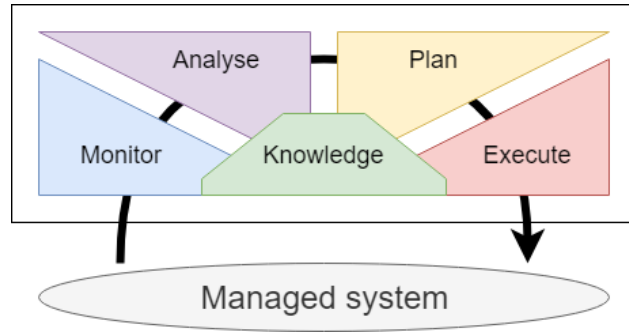 Analyse
Plan
Monitor
Knowledge
Execute
Managed system